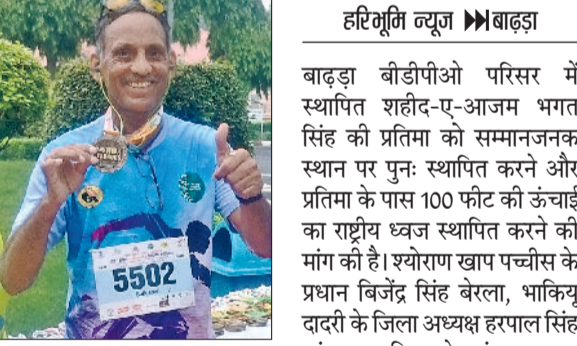 5502
हरिभूमि न्यूज ▶▶ बाढ़ड़ा
बाढ़ड़ा बीडीपीओ परिसर में
स्थापित शहीद-ए-आजम भगत
सिंह की प्रतिमा को सम्मानजनक
स्थान पर पुनः स्थापित करने और
प्रतिमा के पास 100 फीट की ऊंचाई
का राष्ट्रीय ध्वज स्थापित करने की
मांग की है। श्योराण खाप पच्चीस के
प्रधान बिजेंद्र सिंह बेरला, भाकियू
दादरी के जिला अध्यक्ष हरपाल सिंह